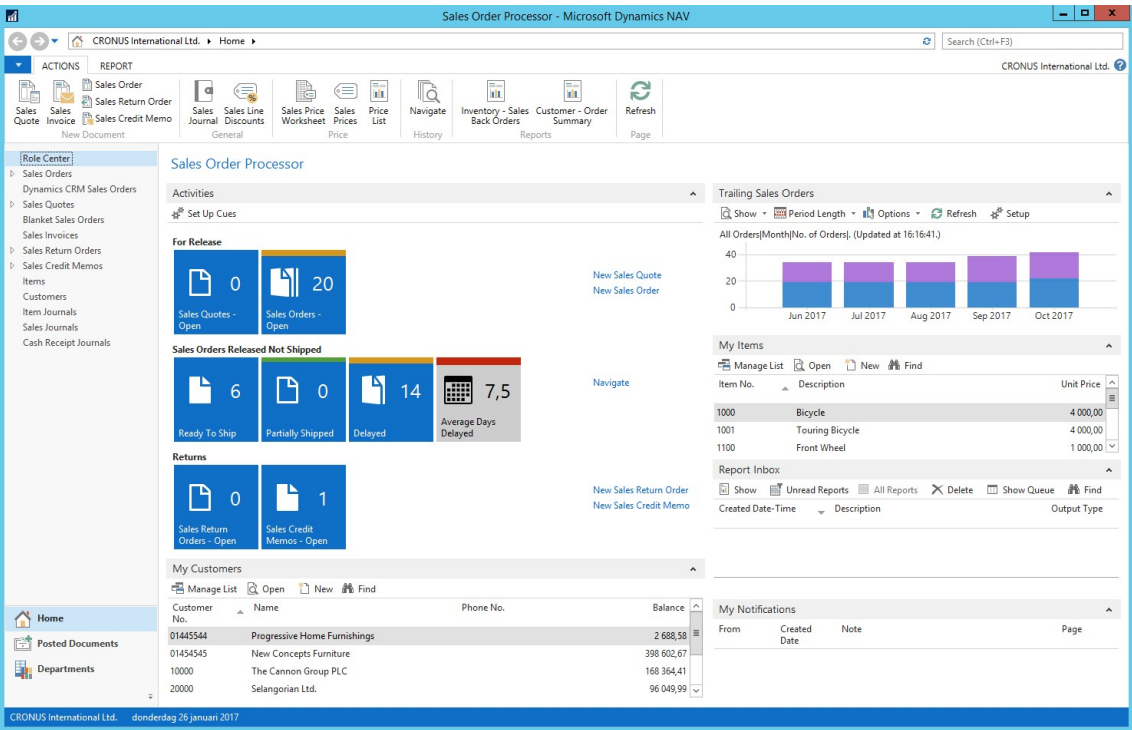 Sales Order Processor - Microsoft Dynamics NAV
CRONUS International Ltd. Home
Search (Ctrl+F3)
ACTIONS REPORT
CRONUS International Ltd.
Sales Quote
Sales Invoice
Sales Order
Sales Return Order
Sales Credit Memo
New Document
Sales Journal
Sales Line Discounts
General
Sales Price Worksheet
Sales Prices
Price List
Price
Navigate
History
Inventory - Sales Back Orders
Customer - Order Summary
Reports
Refresh
Page
Role Center
Sales Orders
Dynamics CRM Sales Orders
Sales Quotes
Blanket Sales Orders
Sales Invoices
Sales Return Orders
Sales Credit Memos
Items
Customers
Item Journals
Sales Journals
Cash Receipt Journals
Home
Posted Documents
Departments
Sales Order Processor
Activities
Set Up Cues
For Release
0
Sales Quotes -
Open
20
Sales Orders -
Open
New Sales Quote
New Sales Order
Sales Orders Released Not Shipped
6
Ready To Ship
0
Partially Shipped
14
Delayed
7,5
Average Days
Delayed
Navigate
Returns
0
Sales Return
Orders - Open
1
Sales Credit
Memos - Open
New Sales Return Order
New Sales Credit Memo
My Customers
Manage List Open New Find
Customer No. Name Phone No. Balance
01445544 Progressive Home Furnishings 2 688,58
01454545 New Concepts Furniture 398 602,67
10000 The Cannon Group PLC 168 364,41
20000 Selangorian Ltd. 96 049,99
Trailing Sales Orders
Show Period Length Options Refresh Setup
All Orders|Month|No. of Orders|. (Updated at 16:16:41.)
40
20
0
Jun 2017 Jul 2017 Aug 2017 Sep 2017 Oct 2017
My Items
Manage List Open New Find
Item No. Description Unit Price
1000 Bicycle 4 000,00
1001 Touring Bicycle 4 000,00
1100 Front Wheel 1 000,00
Report Inbox
Show Unread Reports All Reports Delete Show Queue Find
Created Date-Time Description Output Type
My Notifications
From Created Date Note Page
CRONUS International Ltd. donderdag 26 januari 2017